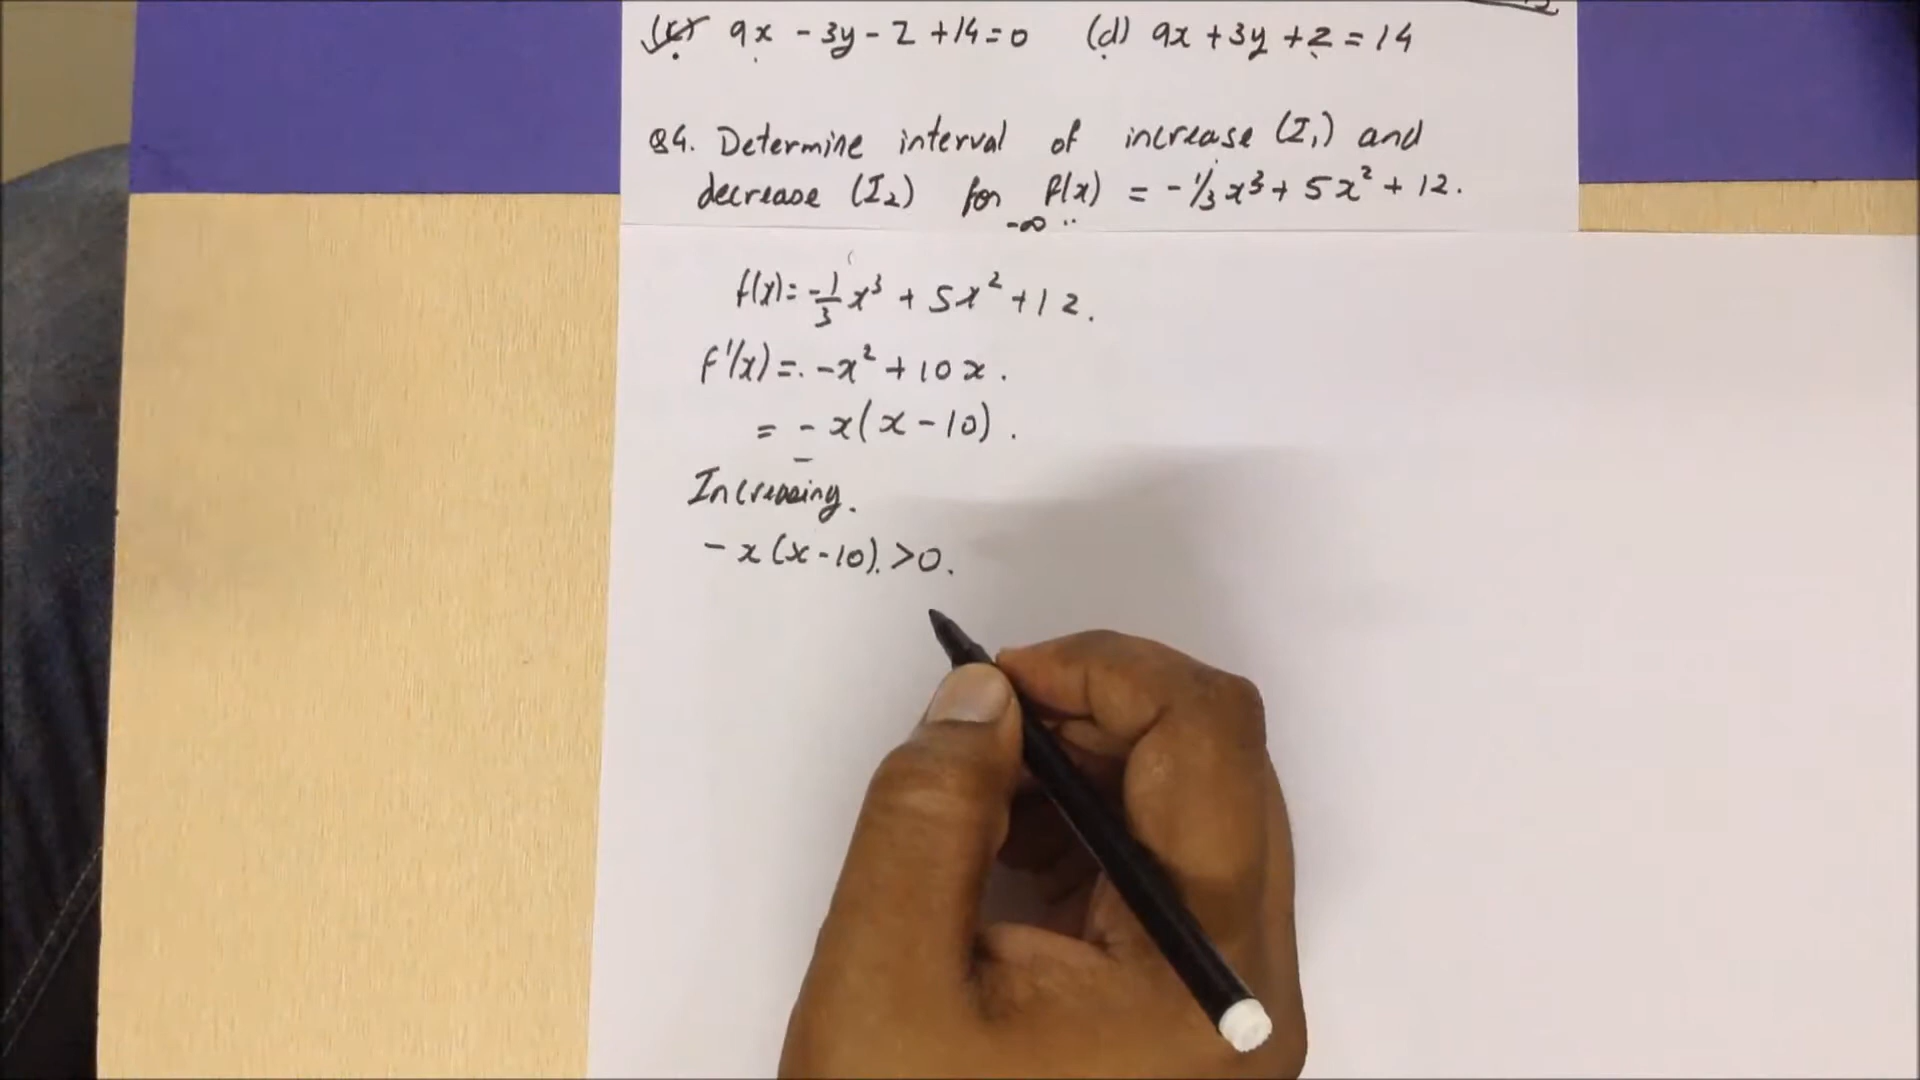 (c) 9x - 3y - z + 14 = 0 (d) 9x + 3y + z = 14
Q4. Determine interval of increase (I₁) and
decrease (I₂) for f(x) = -1/3 x³ + 5x² + 12.
-∞
f(x) = -1/3 x³ + 5x² + 12.
f'(x) = -x² + 10x.
= -x(x - 10).
Increasing.
-x(x - 10) > 0.